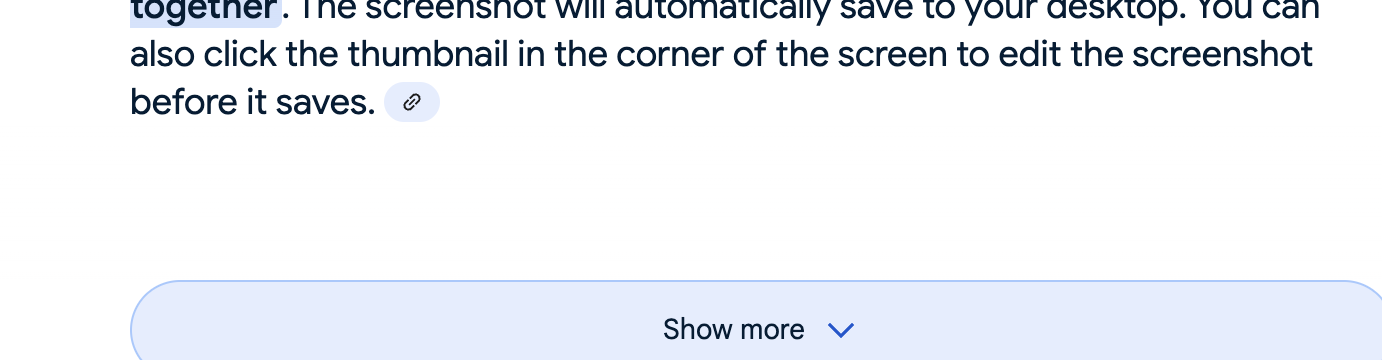 together. The screenshot will automatically save to your desktop. You can
also click the thumbnail in the corner of the screen to edit the screenshot
before it saves.
Show more